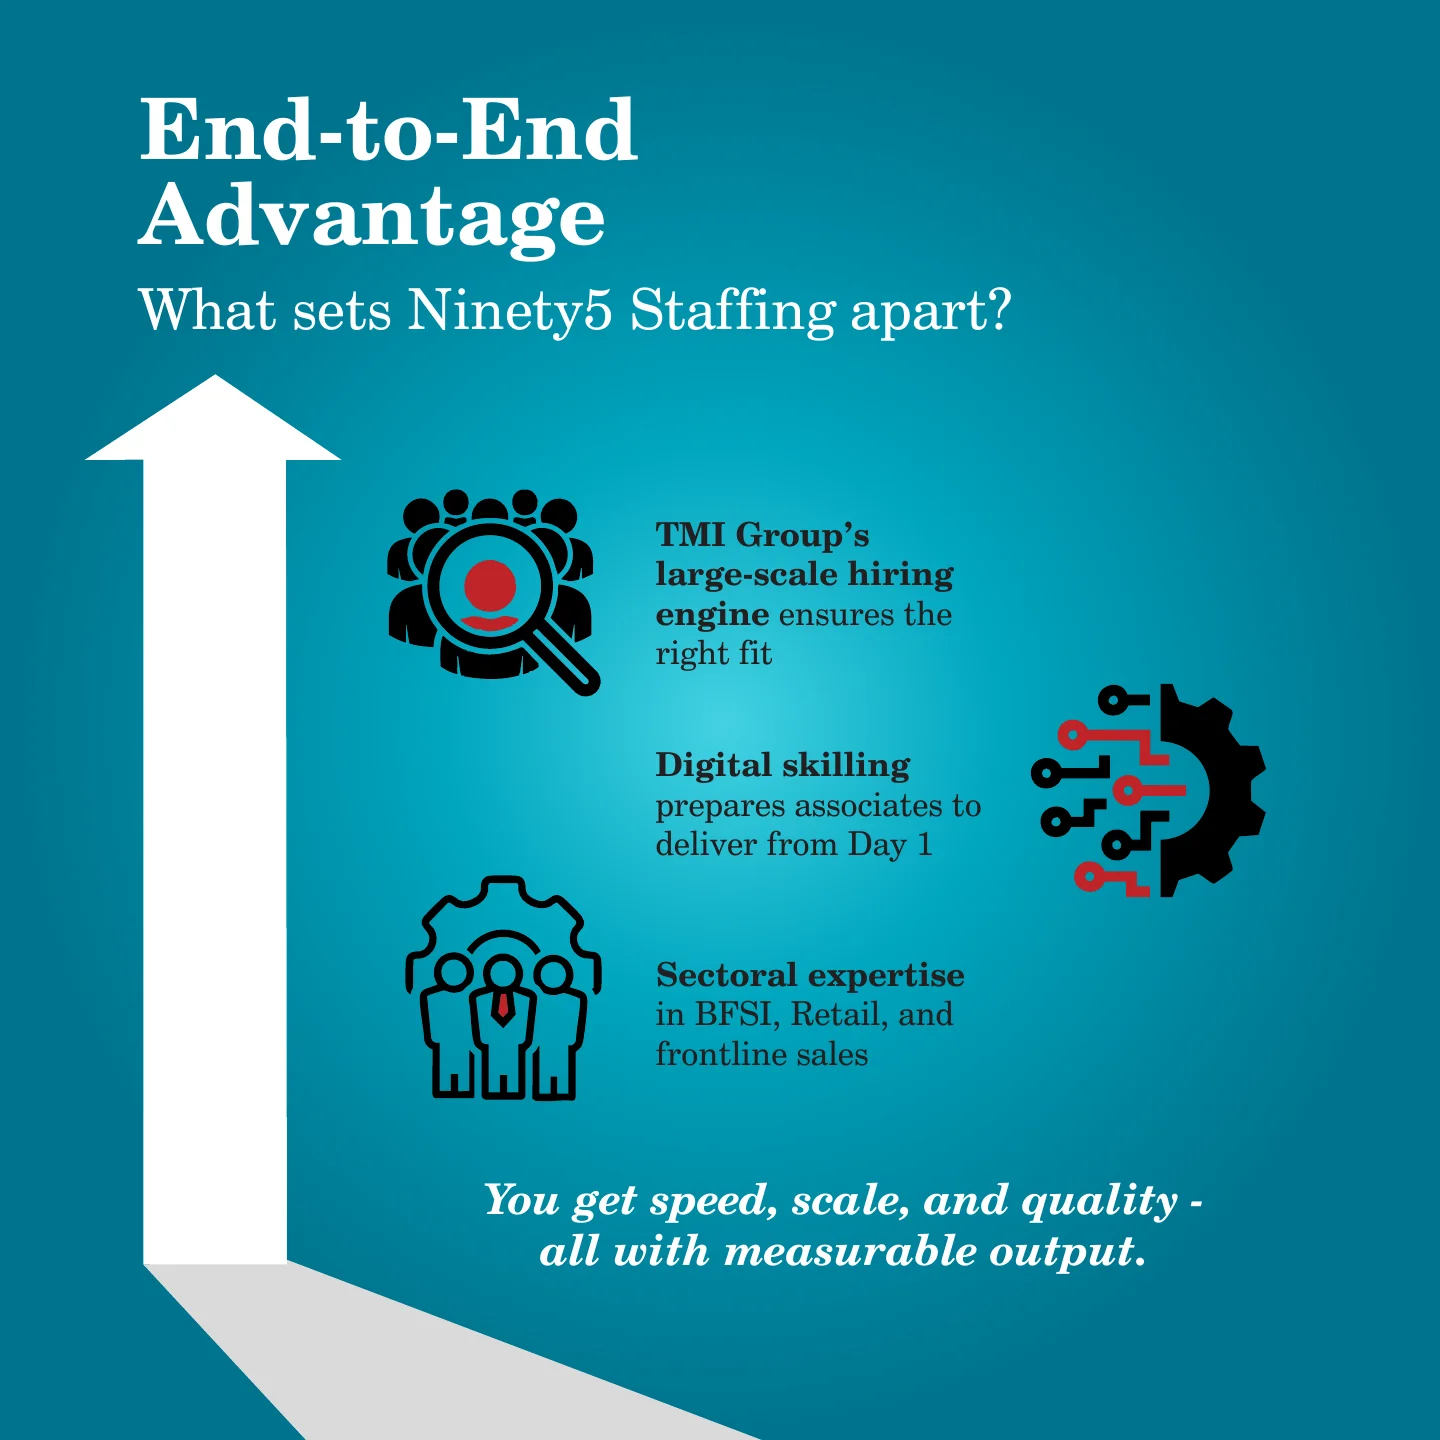 End-to-End
Advantage
What sets Ninety5 Staffing apart?
TMI Group’s
large-scale hiring
engine ensures the
right fit
Digital skilling
prepares associates to
deliver from Day 1
Sectoral expertise
in BFSI, Retail, and
frontline sales
You get speed, scale, and quality -
all with measurable output.